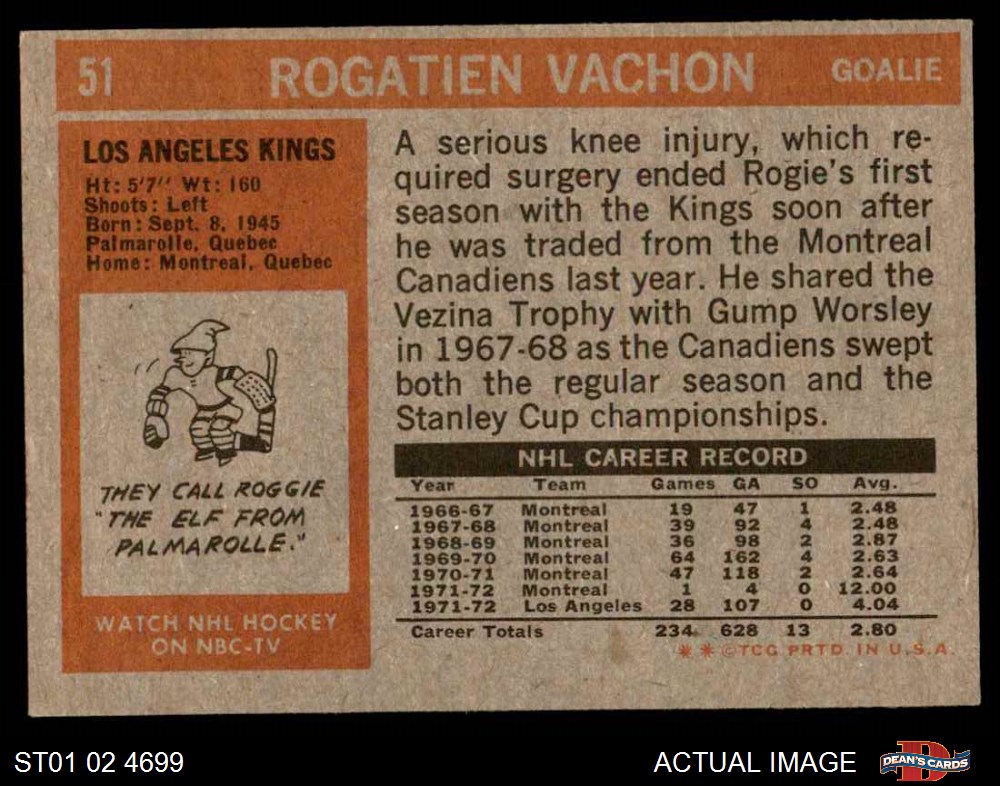 51 ROGATIEN VACHON GOALIE
LOS ANGELES KINGS
Ht: 5'7" Wt: 160
Shoots: Left
Born: Sept. 8, 1945
Palmarolle, Quebec
Home: Montreal, Quebec
THEY CALL ROGGIE
"THE ELF FROM
PALMAROLLE."
WATCH NHL HOCKEY
ON NBC-TV
A serious knee injury, which re-
quired surgery ended Rogie's first
season with the Kings soon after
he was traded from the Montreal
Canadiens last year. He shared the
Vezina Trophy with Gump Worsley
in 1967-68 as the Canadiens swept
both the regular season and the
Stanley Cup championships.
NHL CAREER RECORD
Year Team Games GA SO Avg.
1966-67 Montreal 19 47 1 2.48
1967-68 Montreal 39 92 4 2.48
1968-69 Montreal 36 98 2 2.87
1969-70 Montreal 64 162 4 2.63
1970-71 Montreal 47 118 2 2.64
1971-72 Montreal 1 4 0 12.00
1971-72 Los Angeles 28 107 0 4.04
Career Totals 234 628 13 2.80
* * ©TCG PRTD. IN U.S.A.
ST01 02 4699 ACTUAL IMAGE DEAN'S CARDS